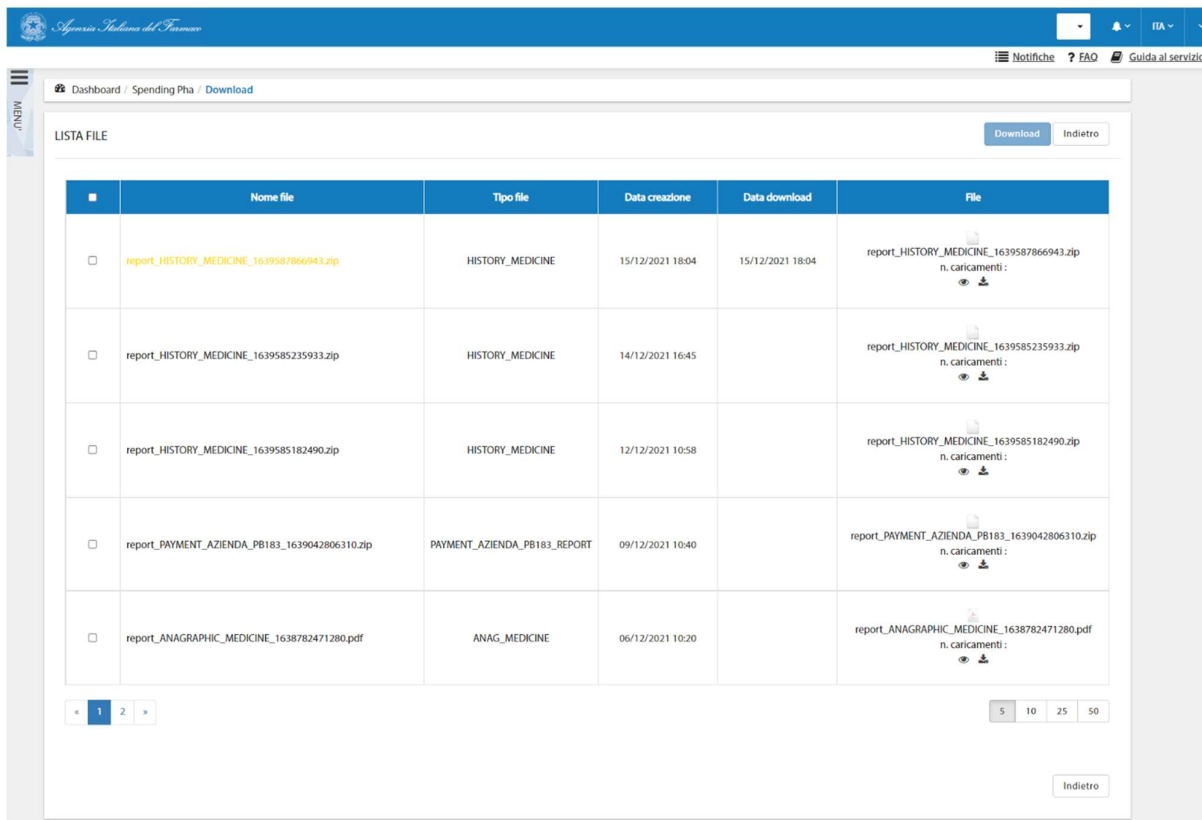 Agenzia Italiana del Farmaco
ITA
Notifiche ? FAQ Guida al servizio
MENU'
Dashboard / Spending Pha / Download
LISTA FILE
Download Indietro
Nome file Tipo file Data creazione Data download File
report_HISTORY_MEDICINE_1639587866943.zip HISTORY_MEDICINE 15/12/2021 18:04 15/12/2021 18:04 report_HISTORY_MEDICINE_1639587866943.zip
n. caricamenti :
report_HISTORY_MEDICINE_1639585235933.zip HISTORY_MEDICINE 14/12/2021 16:45 report_HISTORY_MEDICINE_1639585235933.zip
n. caricamenti :
report_HISTORY_MEDICINE_1639585182490.zip HISTORY_MEDICINE 12/12/2021 10:58 report_HISTORY_MEDICINE_1639585182490.zip
n. caricamenti :
report_PAYMENT_AZIENDA_PB183_1639042806310.zip PAYMENT_AZIENDA_PB183_REPORT 09/12/2021 10:40 report_PAYMENT_AZIENDA_PB183_1639042806310.zip
n. caricamenti :
report_ANAGRAPHIC_MEDICINE_1638782471280.pdf ANAG_MEDICINE 06/12/2021 10:20 report_ANAGRAPHIC_MEDICINE_1638782471280.pdf
n. caricamenti :
« 1 2 » 5 10 25 50
Indietro